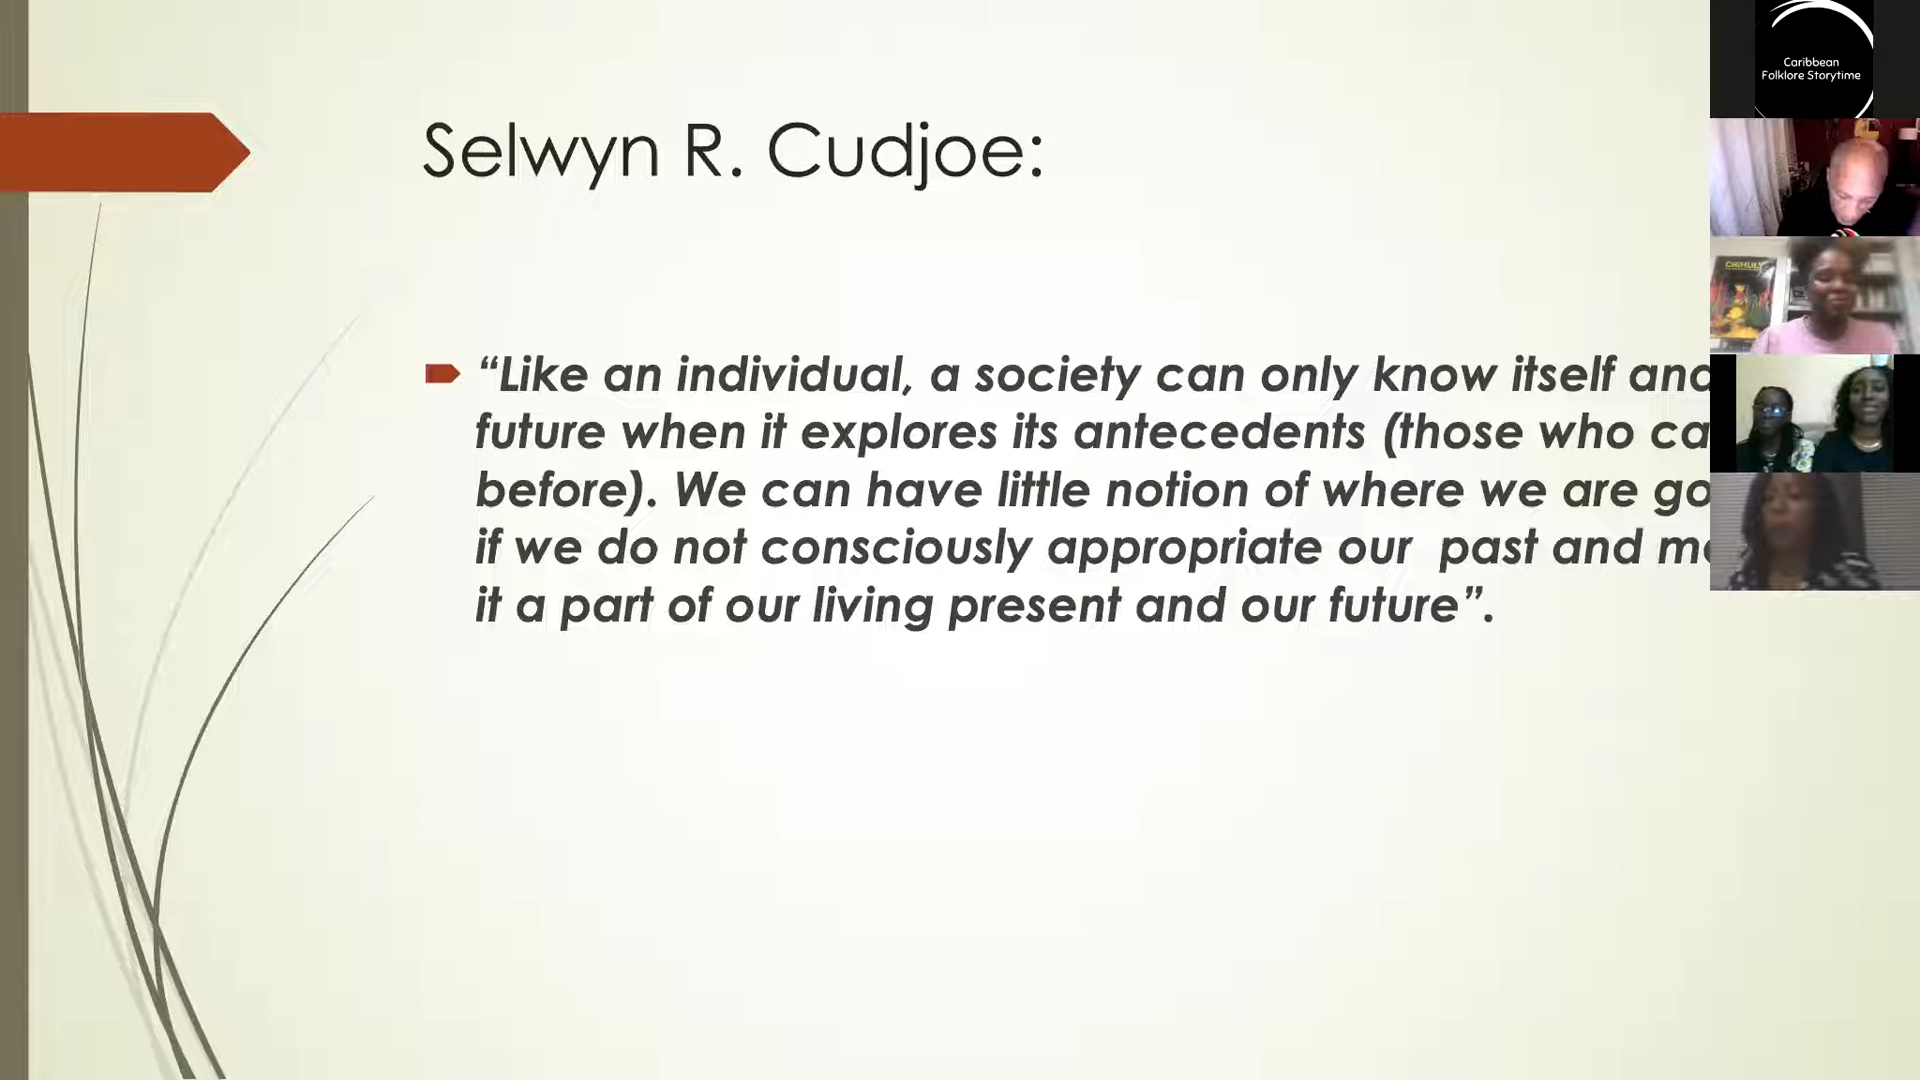 Selwyn R. Cudjoe:
“Like an individual, a society can only know itself and
future when it explores its antecedents (those who
before). We can have little notion of where we are
if we do not consciously appropriate our past and
it a part of our living present and our future”.
Caribbean
Folklore Storytime
CHIHULY